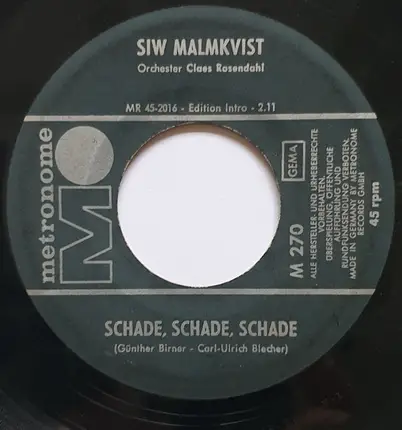 SIW MALMKVIST
Orchester Claes Rosendahl
MR 45-2016 - Edition Intro - 2.11
metronome
M
GEMA
M 270
ALLE HERSTELLER- UND URHEBERRECHTE
VORBEHALTEN.
ÜBERSPIELUNG, ÖFFENTLICHE
AUFFÜHRUNG U.
RUNDFUNKSENDUNG VERBOTEN.
MADE IN GERMANY BY METRONOME
RECORDS GMBH
45 rpm
SCHADE, SCHADE, SCHADE
(Günther Birner - Carl-Ulrich Blecher)